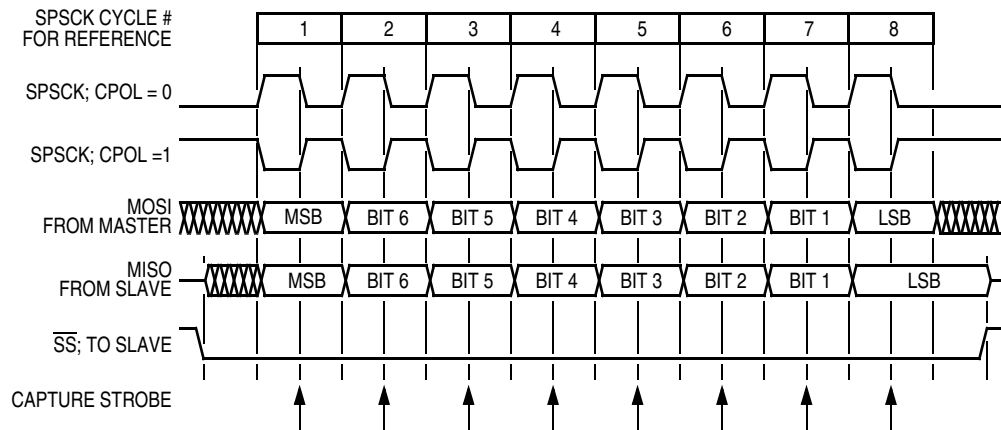 SPSCK CYCLE #
FOR REFERENCE
1 2 3 4 5 6 7 8
SPSCK; CPOL = 0
SPSCK; CPOL =1
MOSI
FROM MASTER
MSB BIT 6 BIT 5 BIT 4 BIT 3 BIT 2 BIT 1 LSB
MISO
FROM SLAVE
MSB BIT 6 BIT 5 BIT 4 BIT 3 BIT 2 BIT 1 LSB
S̅S̅; TO SLAVE
CAPTURE STROBE